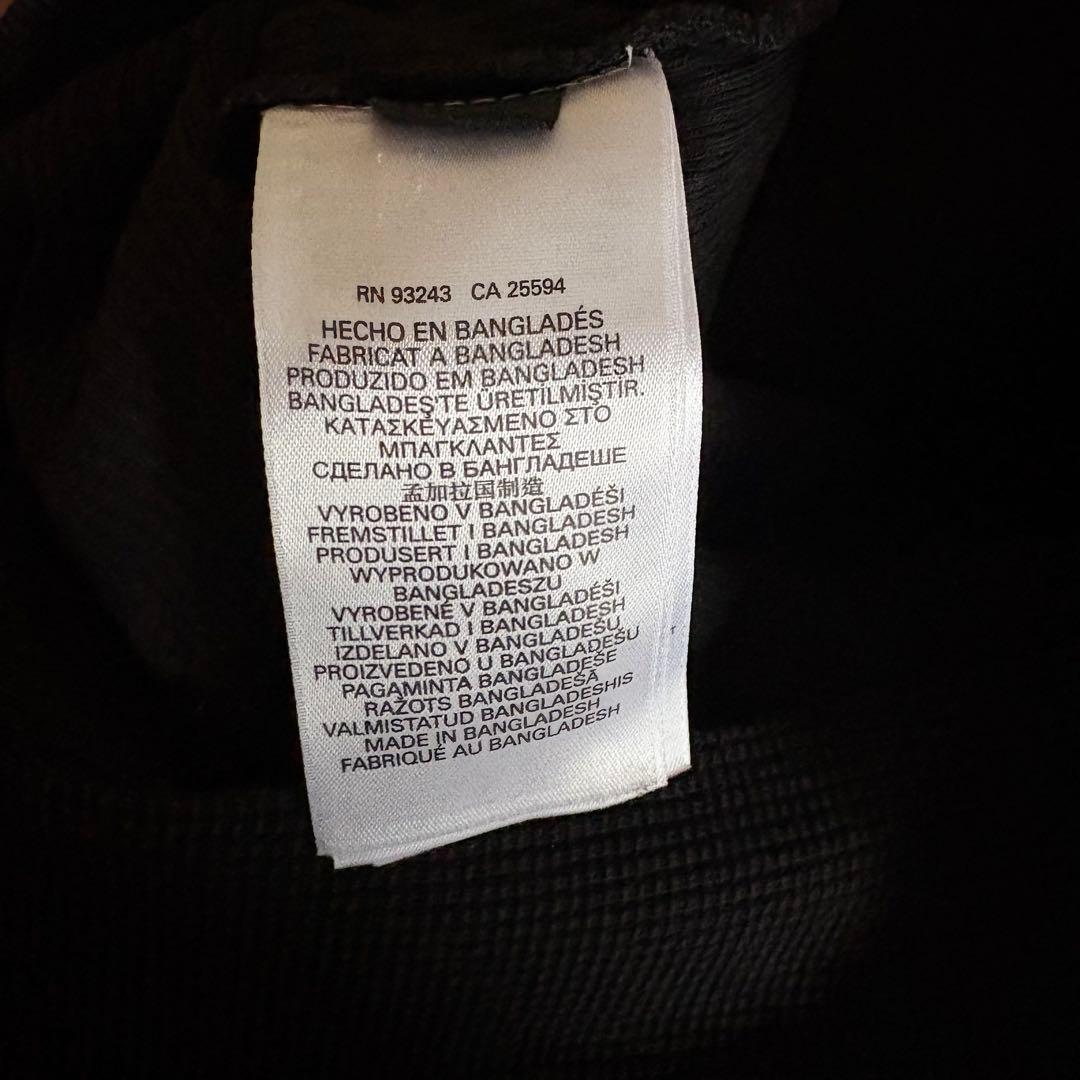 RN 93243 CA 25594
HECHO EN BANGLADÉS
FABRICAT A BANGLADESH
PRODUZIDO EM BANGLADESH
BANGLADEŞ'TE ÜRETILMIŞTIR.
ΚΑΤΑΣΚΕΥΑΣΜΕΝΟ ΣΤΟ
ΜΠΑΓΚΛΑΝΤΕΣ
СДЕЛАНО В БАНГЛАДЕШЕ
孟加拉国制造
VYROBENO V BANGLADÉŠI
FREMSTILLET I BANGLADESH
PRODUSERT I BANGLADESH
WYPRODUKOWANO W
BANGLADESZU
VYROBENÉ V BANGLADÉŠI
TILLVERKAD I BANGLADESH
IZDELANO V BANGLADEŠU
PROIZVEDENO U BANGLADEŠU
PAGAMINTA BANGLADEŠE
RAŽOTS BANGLADEŠĀ
VALMISTATUD BANGLADESHIS
MADE IN BANGLADESH
FABRIQUÉ AU BANGLADESH